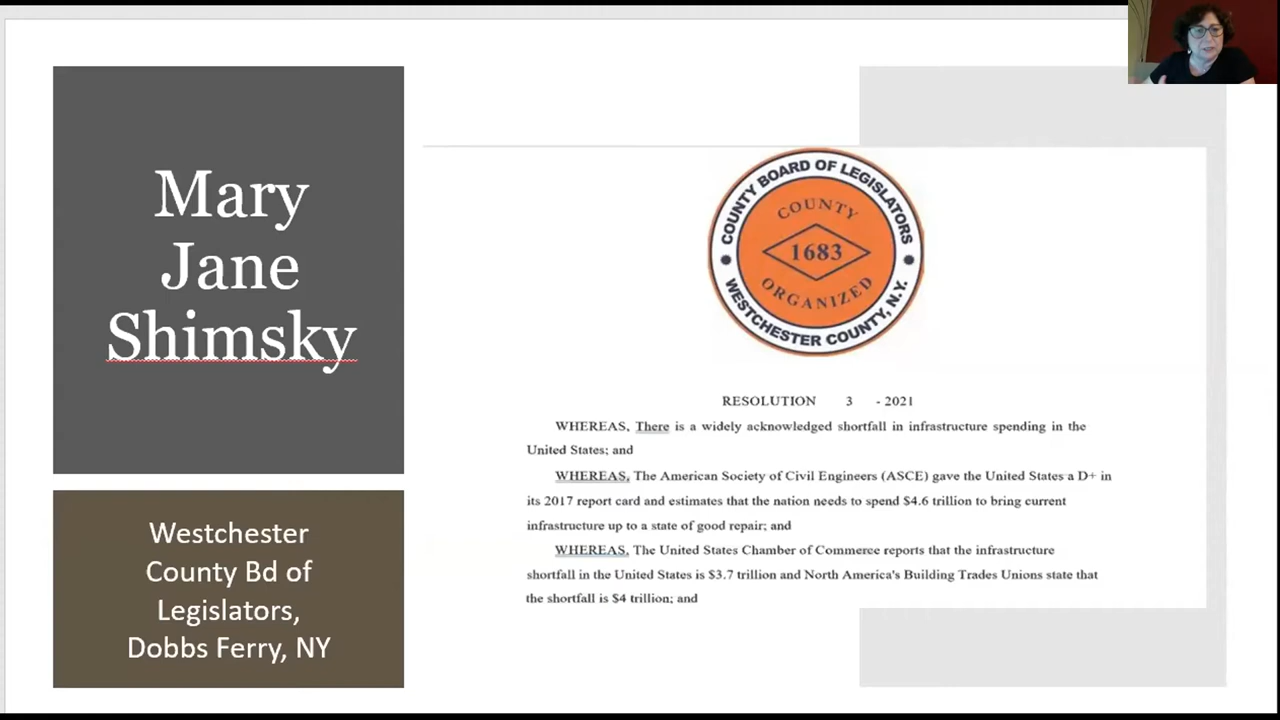 Mary
Jane
Shimsky
Westchester
County Bd of
Legislators,
Dobbs Ferry, NY
COUNTY BOARD OF LEGISLATORS
COUNTY
1683
ORGANIZED
WESTCHESTER COUNTY, N.Y.
RESOLUTION 3 - 2021
WHEREAS, There is a widely acknowledged shortfall in infrastructure spending in the
United States; and
WHEREAS, The American Society of Civil Engineers (ASCE) gave the United States a D+ in
its 2017 report card and estimates that the nation needs to spend $4.6 trillion to bring current
infrastructure up to a state of good repair; and
WHEREAS, The United States Chamber of Commerce reports that the infrastructure
shortfall in the United States is $3.7 trillion and North America's Building Trades Unions state that
the shortfall is $4 trillion; and